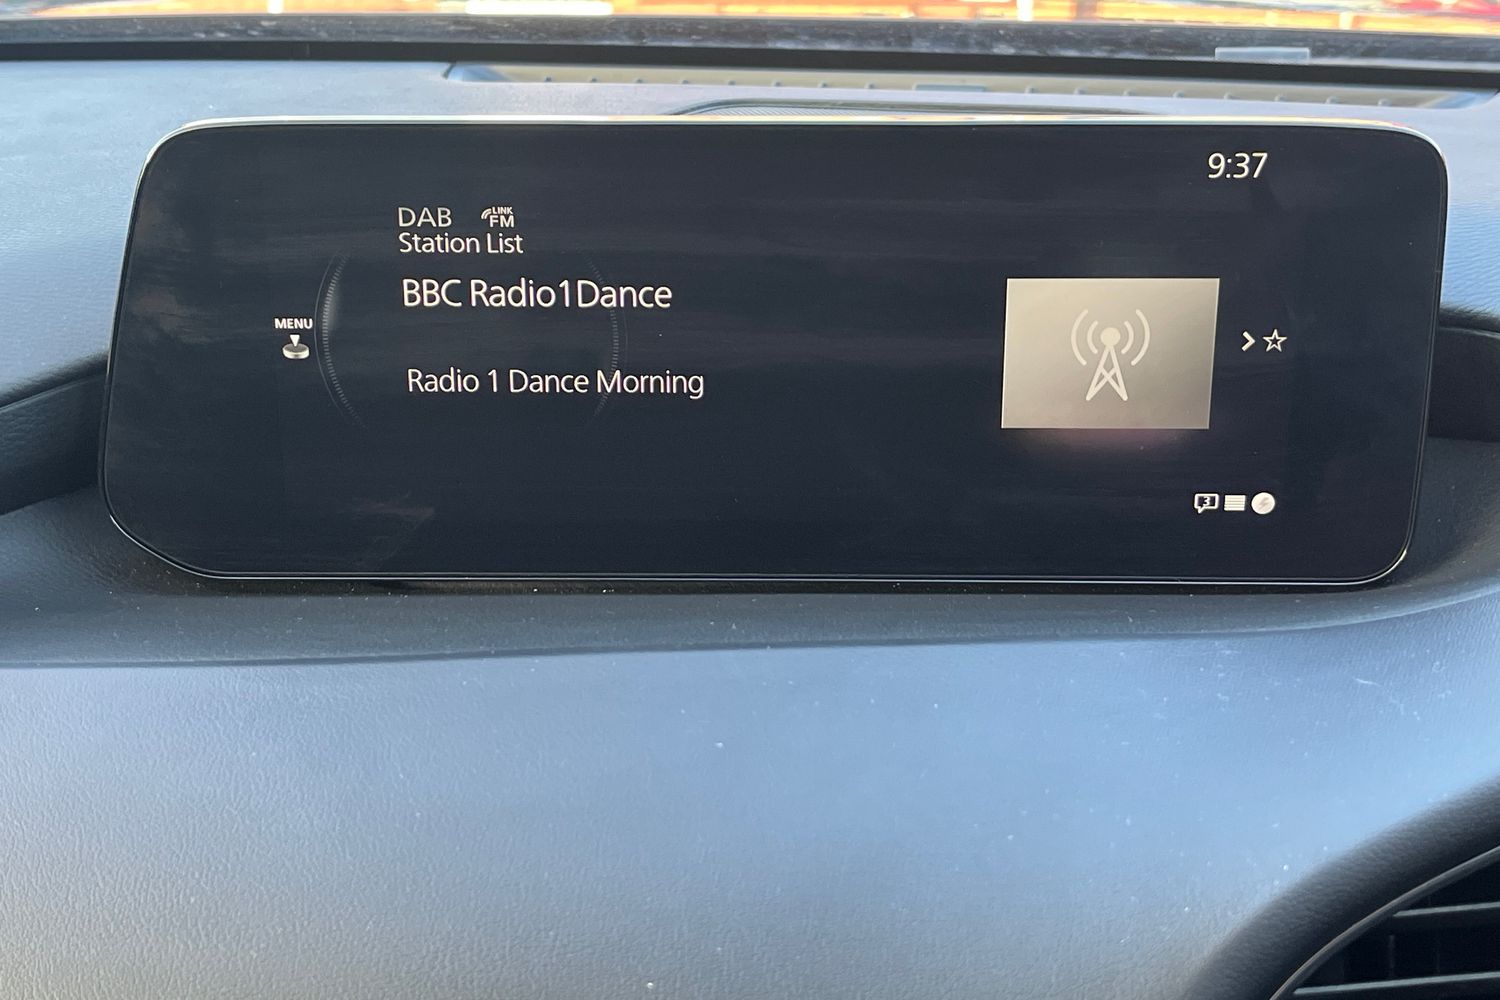 9:37
DAB LINK FM
Station List
BBC Radio1Dance
MENU
Radio 1 Dance Morning
3